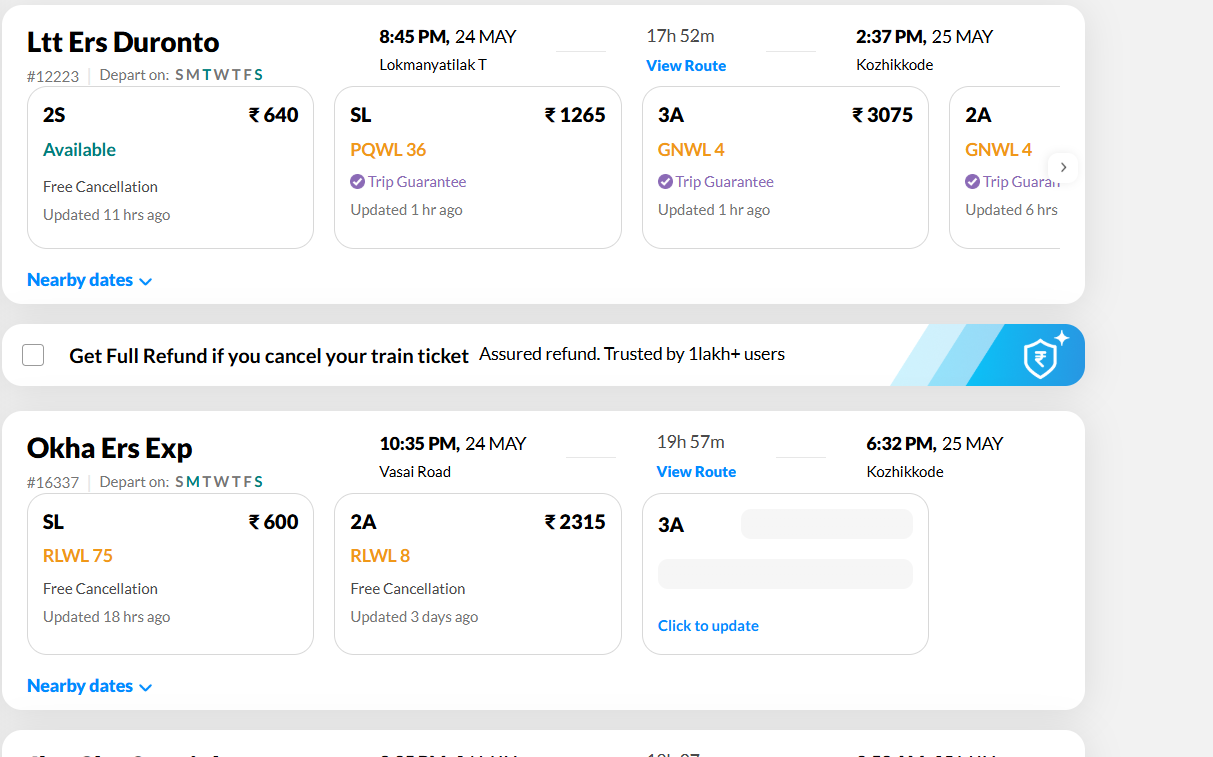 Ltt Ers Duronto
8:45 PM, 24 MAY
17h 52m
2:37 PM, 25 MAY
#12223
Depart on: S M T W T F S
Lokmanyatilak T
View Route
Kozhikkode
2S ₹ 640
Available
Free Cancellation
Updated 11 hrs ago
SL ₹ 1265
PQWL 36
Trip Guarantee
Updated 1 hr ago
3A ₹ 3075
GNWL 4
Trip Guarantee
Updated 1 hr ago
2A
GNWL 4
Trip
Updated 6 hrs
Nearby dates
Get Full Refund if you cancel your train ticket Assured refund. Trusted by 1lakh+ users
Okha Ers Exp
10:35 PM, 24 MAY
19h 57m
6:32 PM, 25 MAY
#16337
Depart on: S M T W T F S
Vasai Road
View Route
Kozhikkode
SL ₹ 600
RLWL 75
Free Cancellation
Updated 18 hrs ago
2A ₹ 2315
RLWL 8
Free Cancellation
Updated 3 days ago
3A
Click to update
Nearby dates